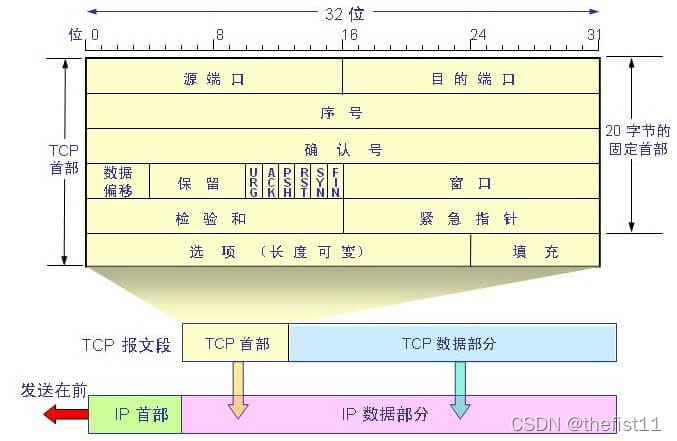 32 位
位 0 8 16 24 31
源 端 口 目 的 端 口
序 号
TCP
首部
20 字节的
固定首部
确 认 号
数据
偏移
保 留
URG
ACK
PSH
RST
SYN
FIN
窗 口
检 验 和 紧 急 指 针
选 项 （长 度 可 变） 填 充
TCP 报文段 TCP 首部 TCP 数据部分
发送在前
IP 首部 IP 数据部分
CSDN @thefist11